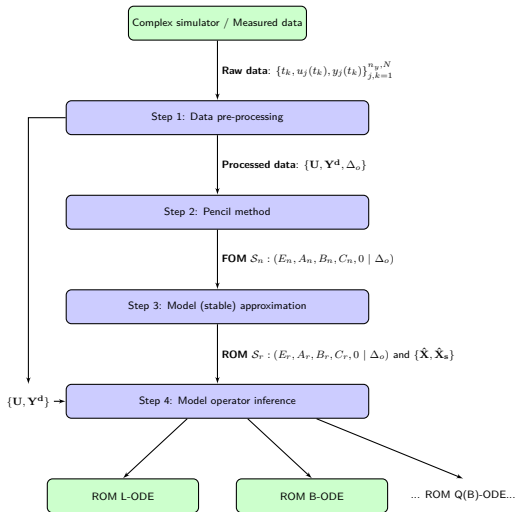 Complex simulator / Measured data
Raw data: {t_k, u_j(t_k), y_j(t_k)}_{j,k=1}^{n_y,N}
Step 1: Data pre-processing
Processed data: {U, Y^d, Δ_o}
Step 2: Pencil method
FOM S_n : (E_n, A_n, B_n, C_n, 0 | Δ_o)
Step 3: Model (stable) approximation
ROM S_r : (E_r, A_r, B_r, C_r, 0 | Δ_o) and {X̂, X̂_s}
{U, Y^d}
Step 4: Model operator inference
ROM L-ODE
ROM B-ODE
... ROM Q(B)-ODE...